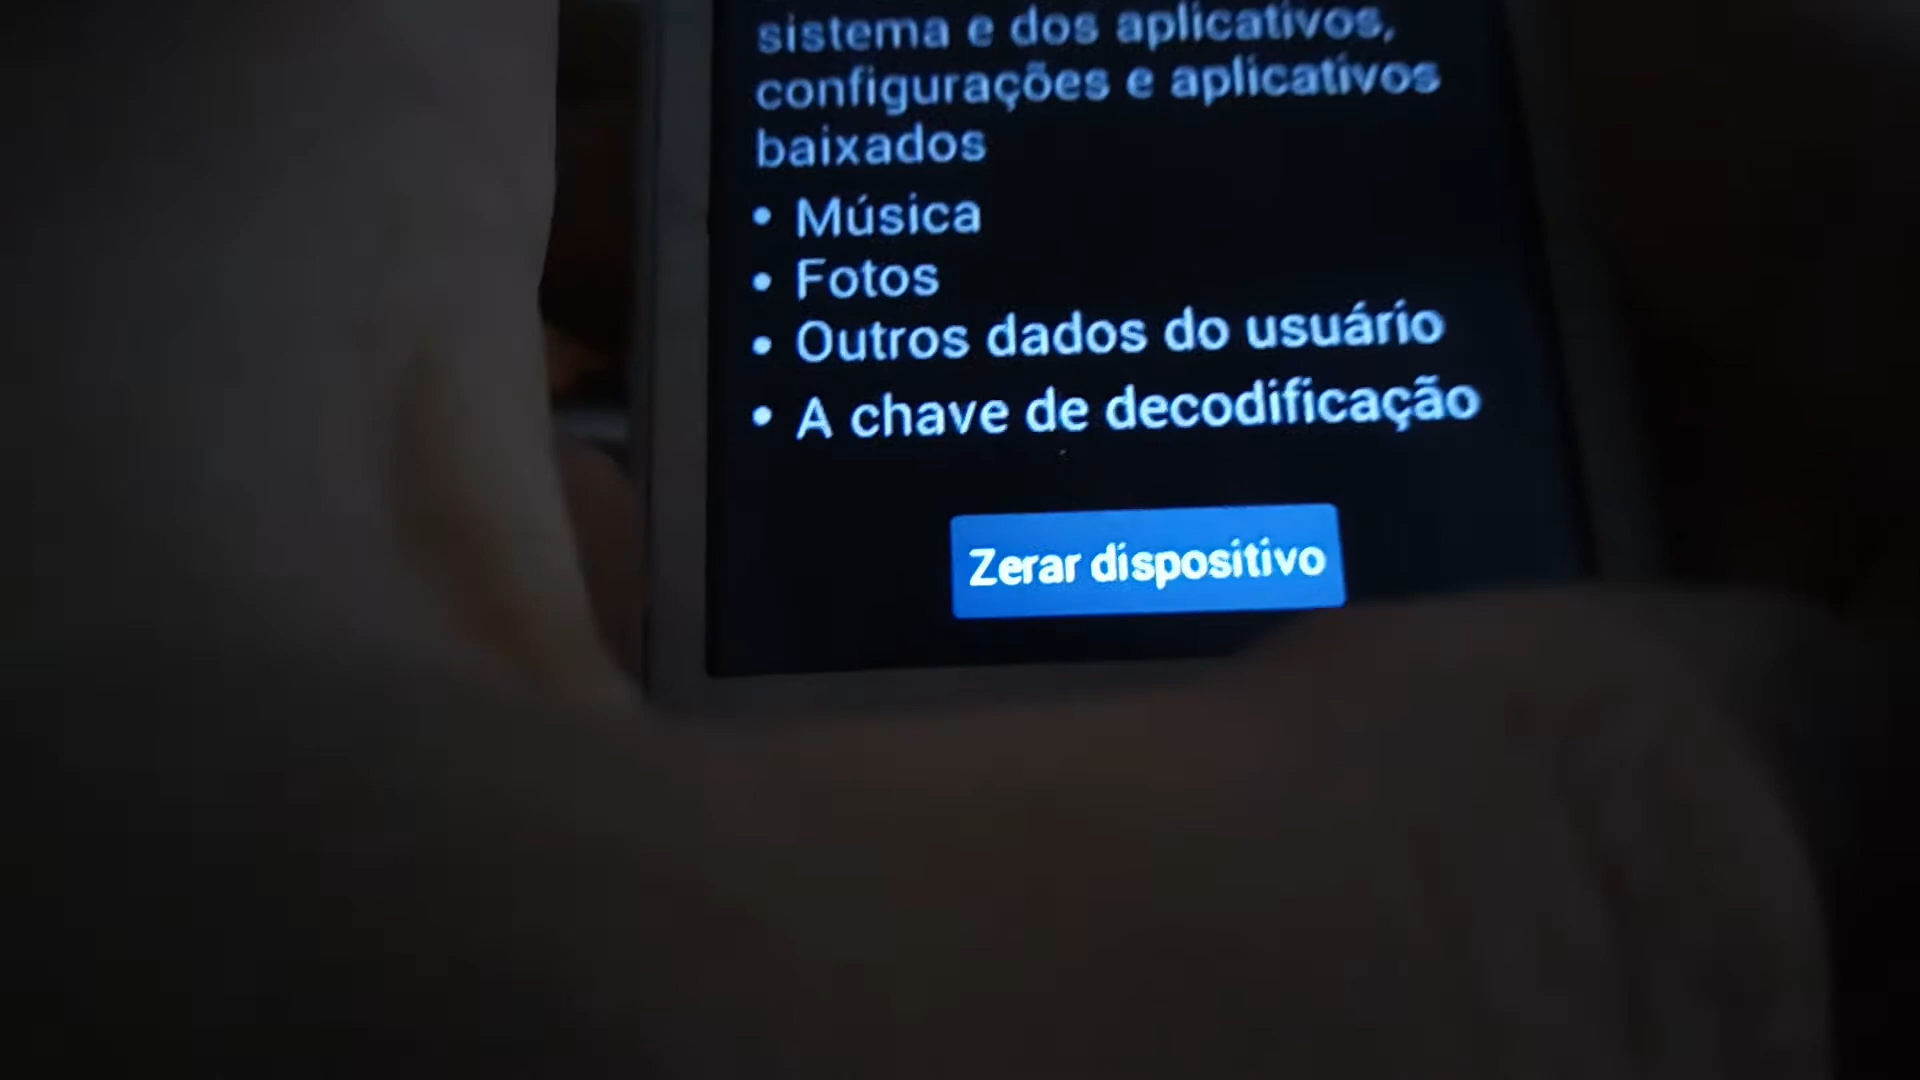 sistema e dos aplicativos,
configurações e aplicativos
baixados
• Música
• Fotos
• Outros dados do usuário
• A chave de decodificação
Zerar dispositivo